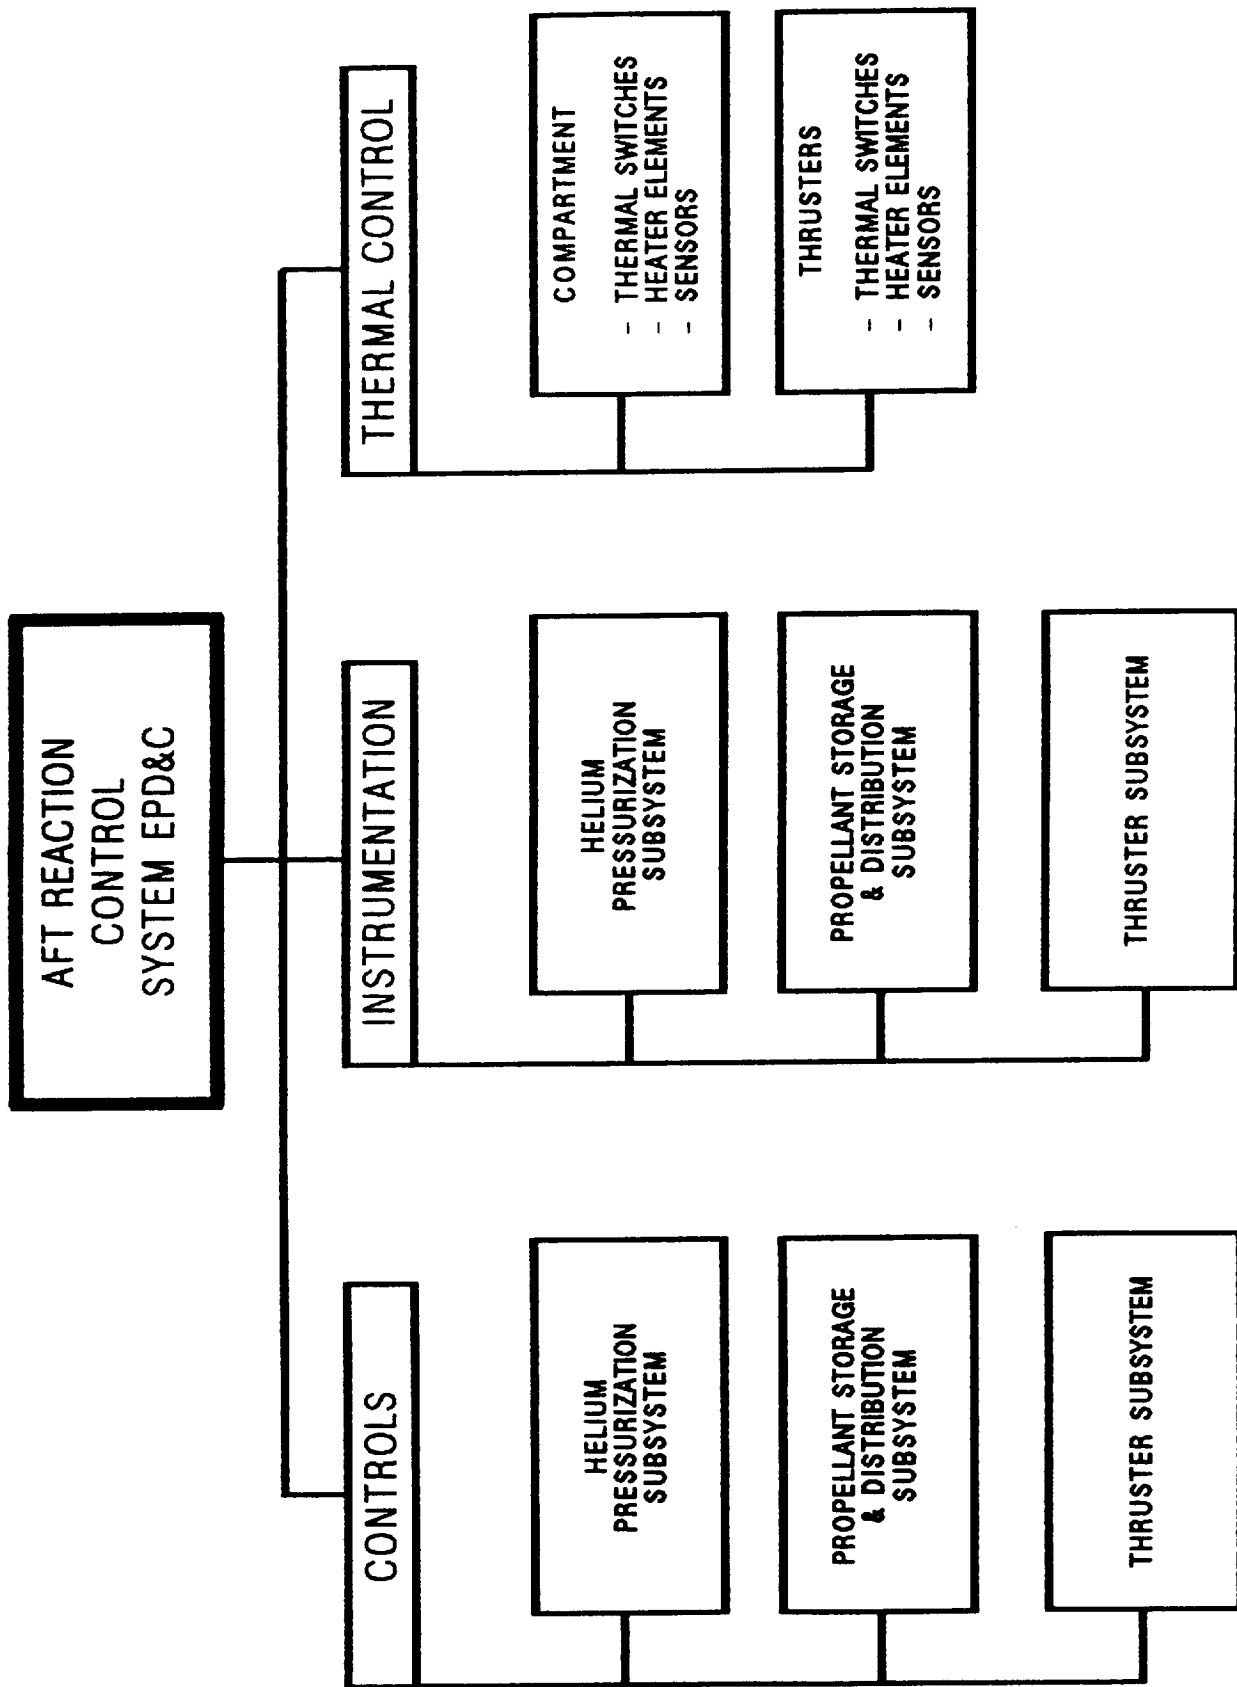 AFT REACTION
CONTROL
SYSTEM EPD&C
CONTROLS
HELIUM
PRESSURIZATION
SUBSYSTEM
PROPELLANT STORAGE
& DISTRIBUTION
SUBSYSTEM
THRUSTER SUBSYSTEM
INSTRUMENTATION
HELIUM
PRESSURIZATION
SUBSYSTEM
PROPELLANT STORAGE
& DISTRIBUTION
SUBSYSTEM
THRUSTER SUBSYSTEM
THERMAL CONTROL
COMPARTMENT
- THERMAL SWITCHES
- HEATER ELEMENTS
- SENSORS
THRUSTERS
- THERMAL SWITCHES
- HEATER ELEMENTS
- SENSORS